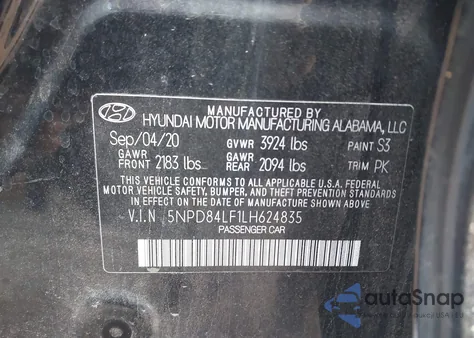 MANUFACTURED BY
HYUNDAI MOTOR MANUFACTURING ALABAMA, LLC
Sep/04/20 GVWR 3924 lbs PAINT S3
GAWR FRONT 2183 lbs GAWR REAR 2094 lbs TRIM PK
THIS VEHICLE CONFORMS TO ALL APPLICABLE U.S.A. FEDERAL
MOTOR VEHICLE SAFETY, BUMPER, AND THEFT PREVENTION STANDARDS
IN EFFECT ON THE DATE OF MANUFACTURE SHOWN ABOVE.
V.I.N 5NPD84LF1LH624835
PASSENGER CAR
autoSnap